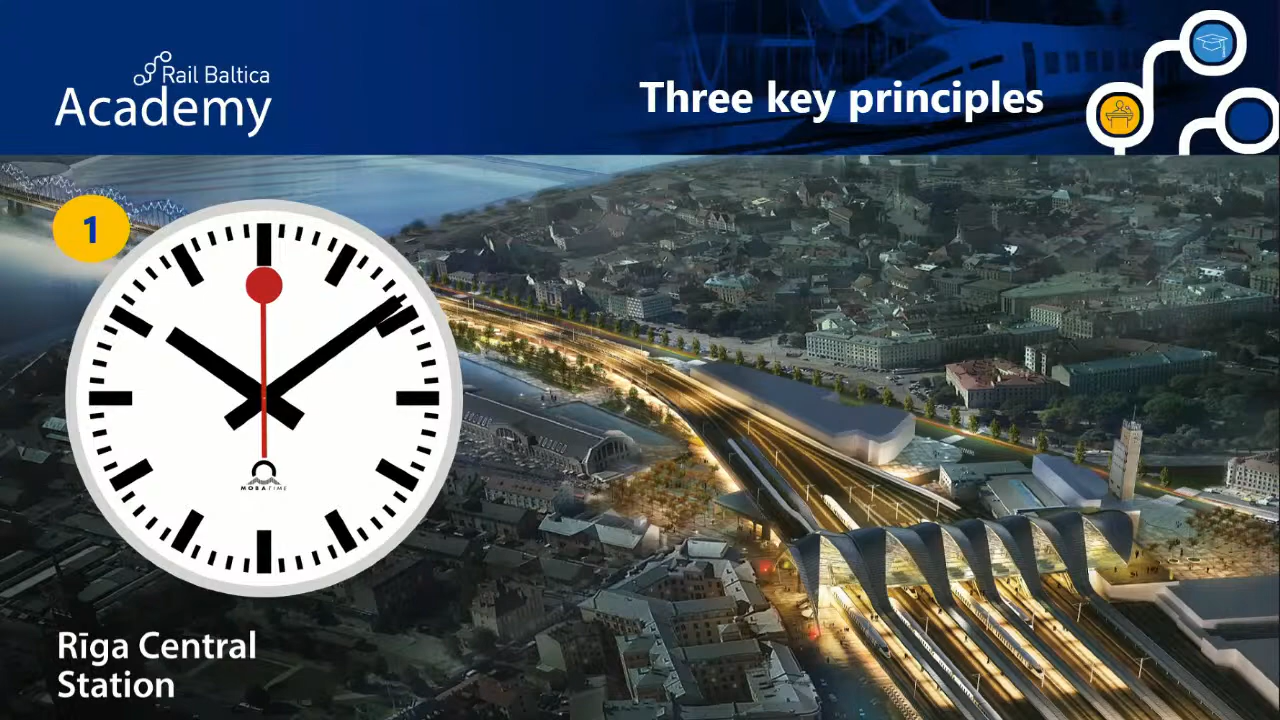 Rail Baltica
Academy
Three key principles
1
MOBATIME
Rīga Central
Station